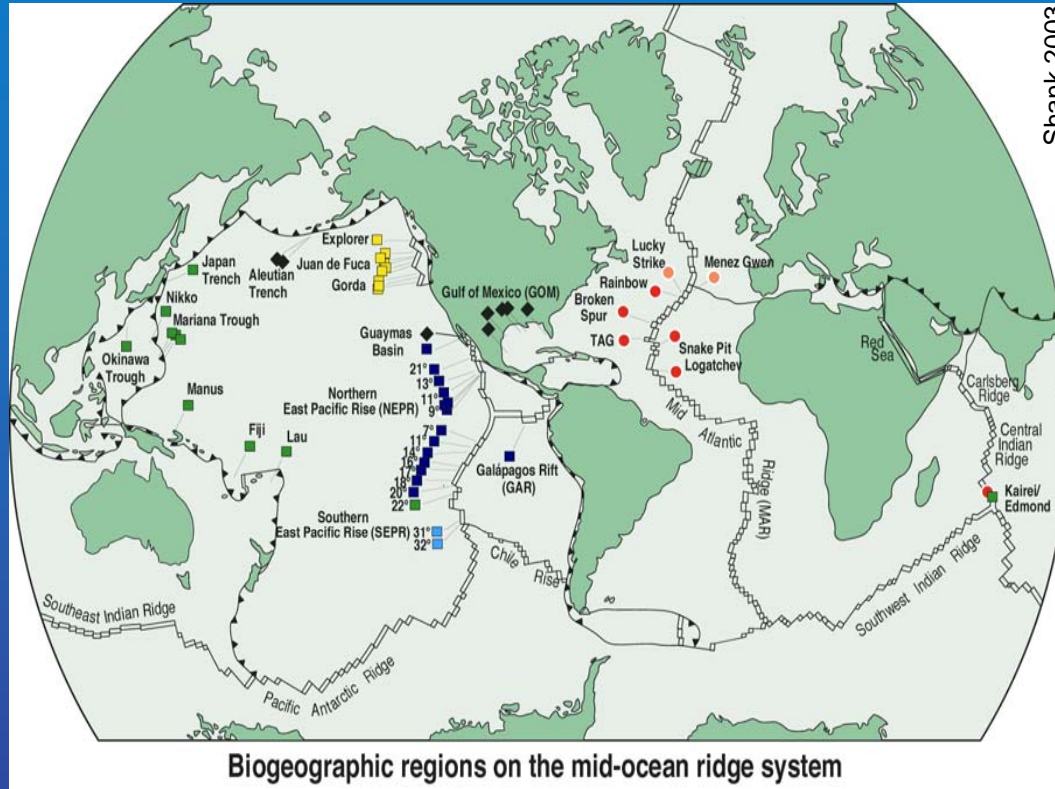 Shank 2003
Explorer
Juan de Fuca
Gorda
Japan
Trench
Aleutian
Trench
Nikko
Mariana Trough
Okinawa
Trough
Manus
Fiji
Lau
Guaymas
Basin
Gulf of Mexico (GOM)
21°
13°
11°
9°
Northern
East Pacific Rise (NEPR)
7°
11°
14°
16°
17°
18°
20°
22°
Southern
East Pacific Rise (SEPR)
31°
32°
Galápagos Rift
(GAR)
Lucky
Strike
Menez Gwen
Rainbow
Broken
Spur
TAG
Snake Pit
Logatchev
Mid Atlantic Ridge (MAR)
Red
Sea
Carlsberg
Ridge
Central
Indian
Ridge
Kairei/
Edmond
Chile Rise
Southeast Indian Ridge
Pacific Antarctic Ridge
Southwest Indian Ridge
Biogeographic regions on the mid-ocean ridge system